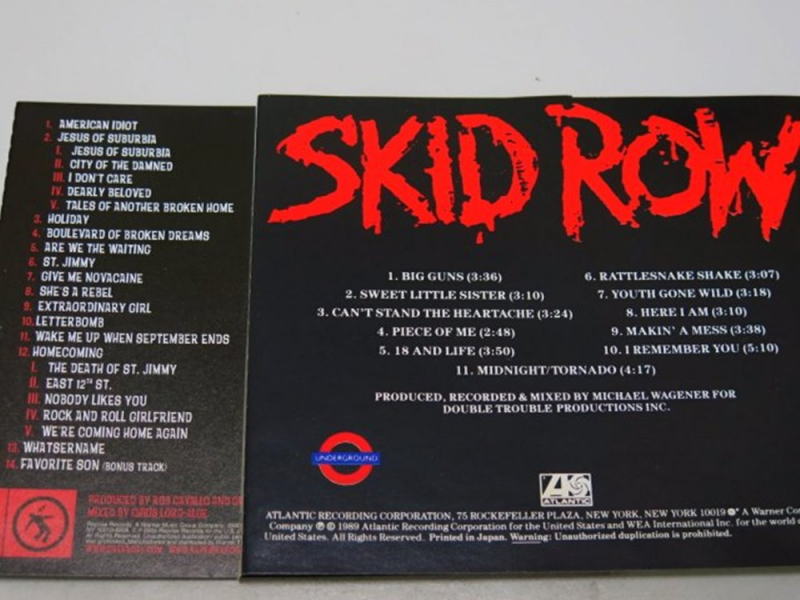 1. AMERICAN IDIOT
2. JESUS OF SUBURBIA
I. JESUS OF SUBURBIA
II. CITY OF THE DAMNED
III. I DON'T CARE
IV. DEARLY BELOVED
V. TALES OF ANOTHER BROKEN HOME
3. HOLIDAY
4. BOULEVARD OF BROKEN DREAMS
5. ARE WE THE WAITING
6. ST. JIMMY
7. GIVE ME NOVACAINE
8. SHE'S A REBEL
9. EXTRAORDINARY GIRL
10. LETTERBOMB
11. WAKE ME UP WHEN SEPTEMBER ENDS
12. HOMECOMING
I. THE DEATH OF ST. JIMMY
II. EAST 12TH ST.
III. NOBODY LIKES YOU
IV. ROCK AND ROLL GIRLFRIEND
V. WE'RE COMING HOME AGAIN
13. WHATSERNAME
14. FAVORITE SON (BONUS TRACK)
PRODUCED BY ROB CAVALLO AND
MIXED BY CHRIS LORD-ALGE
SKID ROW
1. BIG GUNS (3:36)
2. SWEET LITTLE SISTER (3:10)
3. CAN'T STAND THE HEARTACHE (3:24)
4. PIECE OF ME (2:48)
5. 18 AND LIFE (3:50)
6. RATTLESNAKE SHAKE (3:07)
7. YOUTH GONE WILD (3:18)
8. HERE I AM (3:10)
9. MAKIN' A MESS (3:38)
10. I REMEMBER YOU (5:10)
11. MIDNIGHT/TORNADO (4:17)
PRODUCED, RECORDED & MIXED BY MICHAEL WAGENER FOR
DOUBLE TROUBLE PRODUCTIONS INC.
UNDERGROUND
ATLANTIC
ATLANTIC RECORDING CORPORATION, 75 ROCKEFELLER PLAZA, NEW YORK, NEW YORK 10019 A Warner
Company ℗ © 1989 Atlantic Recording Corporation for the United States and WEA International Inc. for the world
United States. All Rights Reserved. Printed in Japan. Warning: Unauthorized duplication is prohibited.